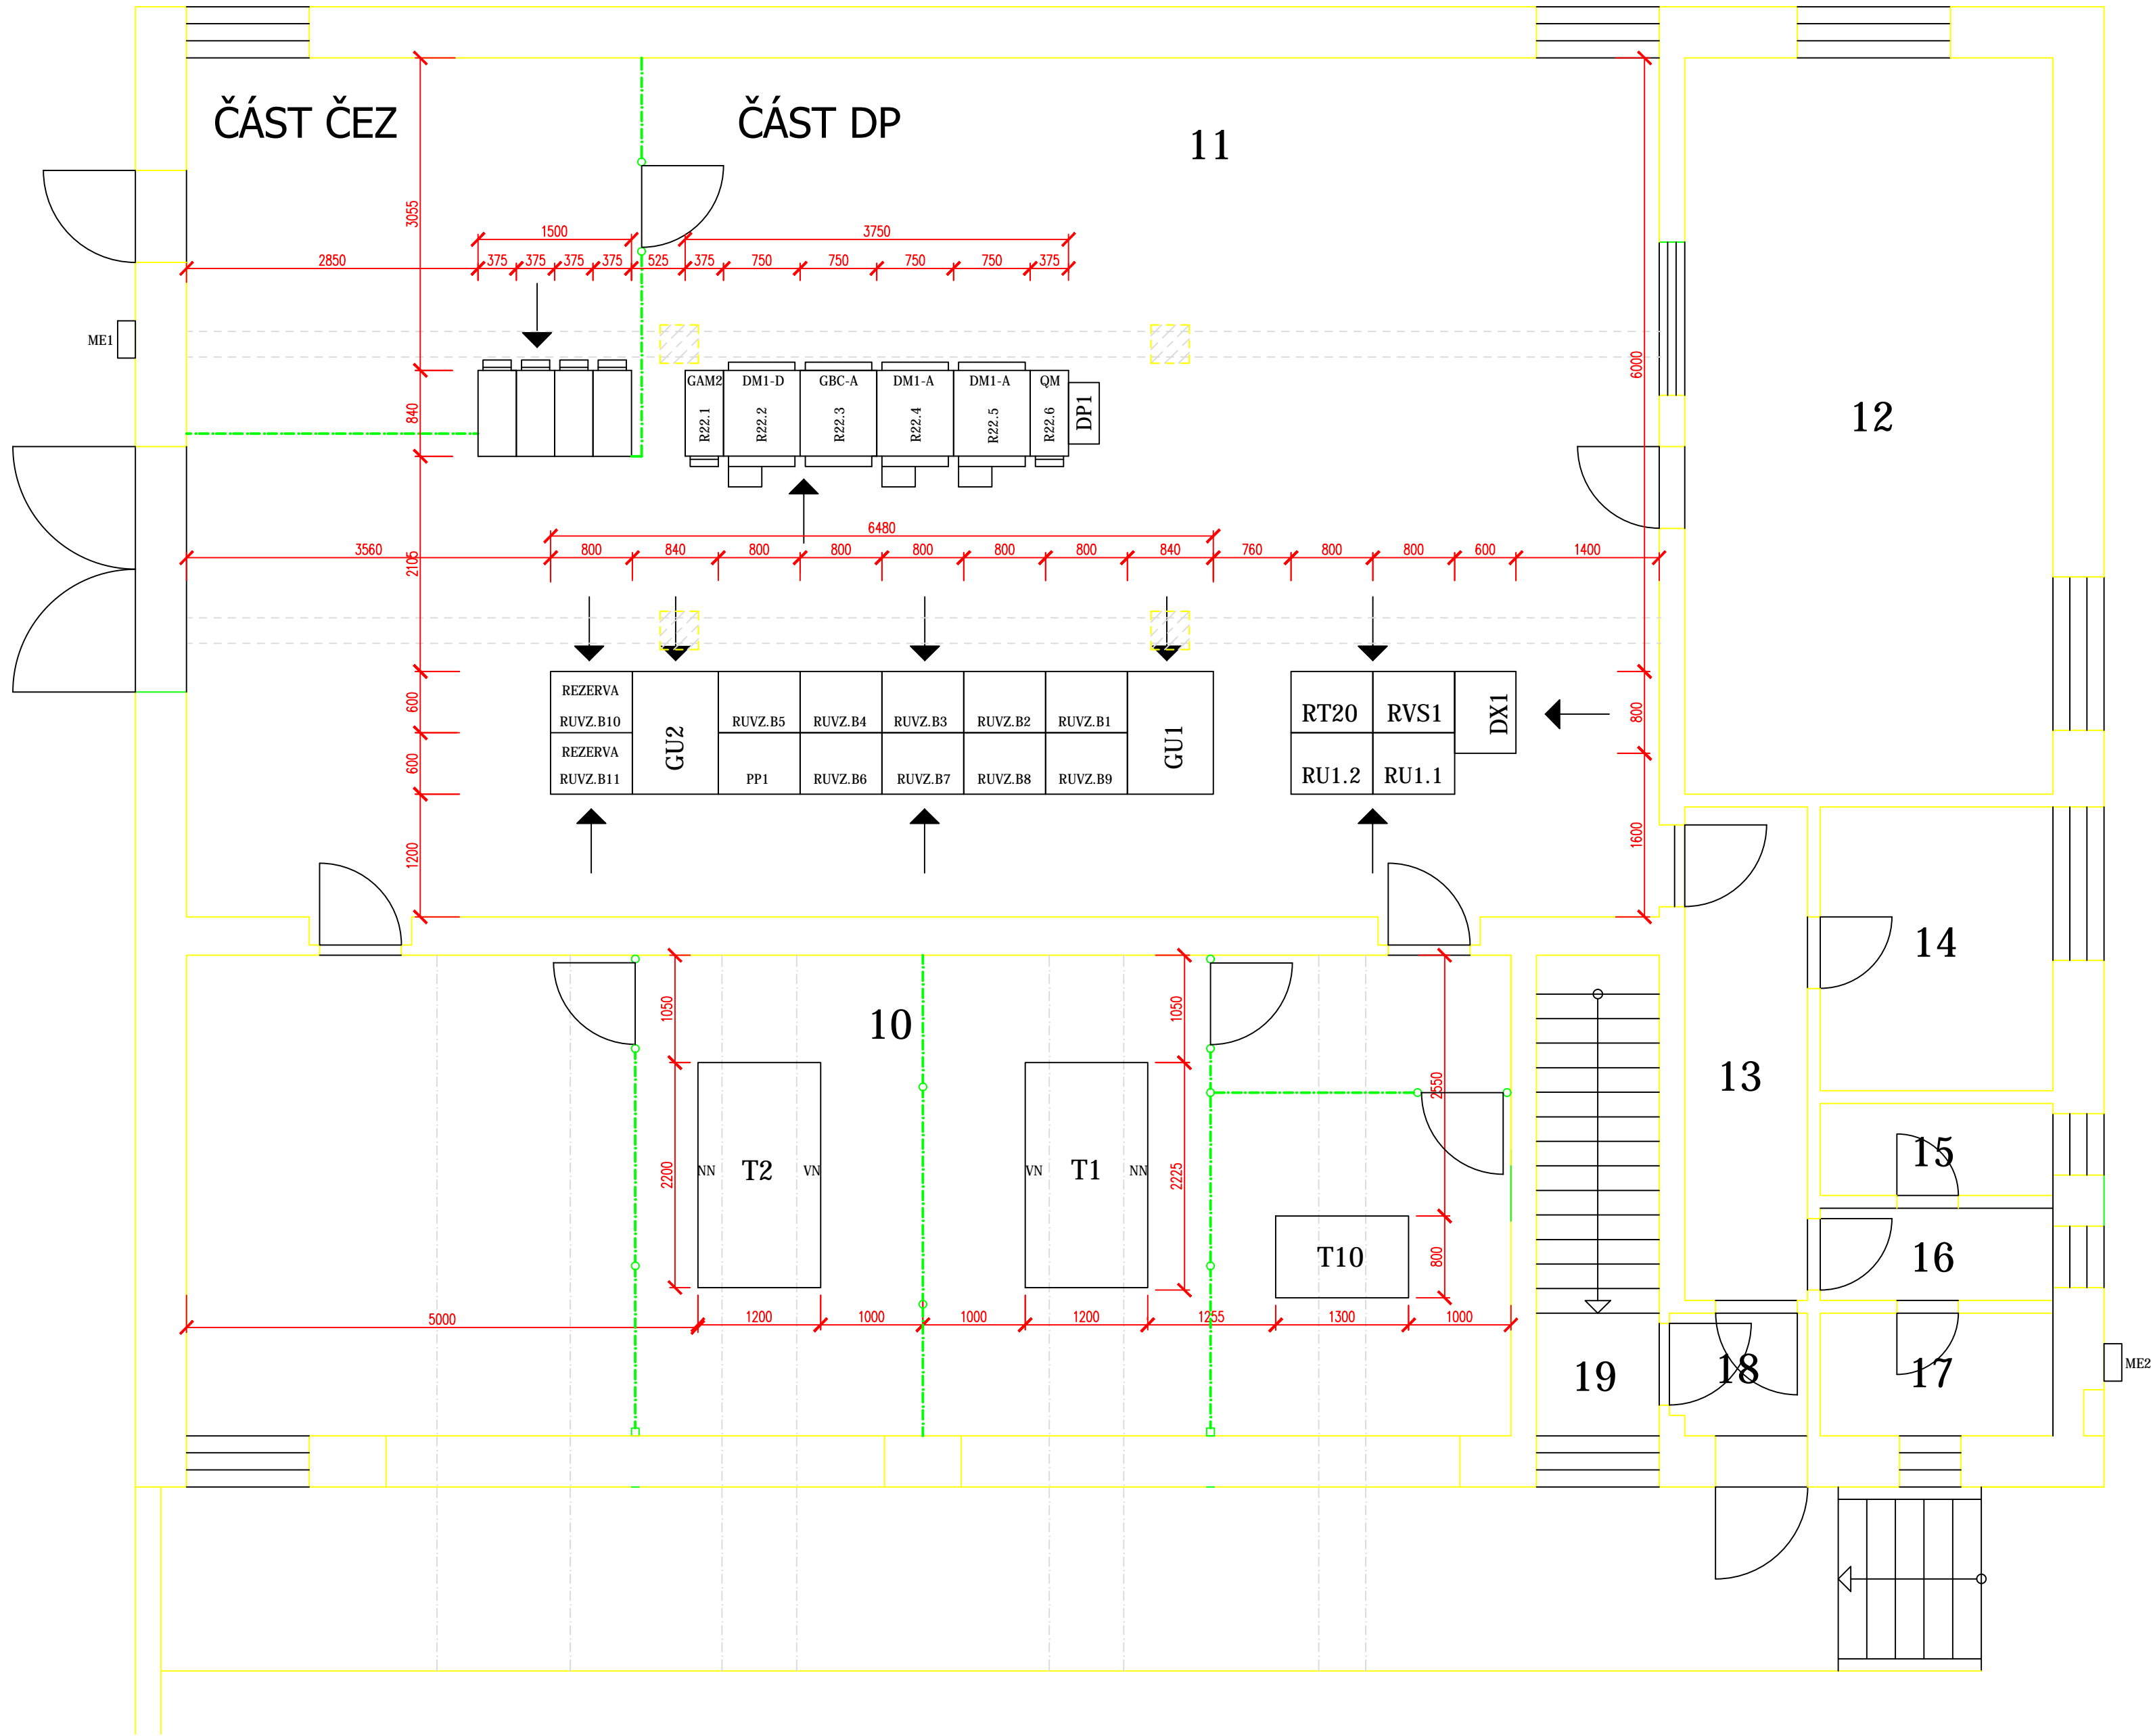 ČÁST ČEZ
ČÁST DP
11
12
3055
1500
3750
2850
375
375
375
375
525
375
750
750
750
750
375
ME1
6000
840
GAM2
DM1-D
GBC-A
DM1-A
DM1-A
QM
R22.1
R22.2
R22.3
R22.4
R22.5
R22.6
DP1
6480
3560
2105
800
840
800
800
800
800
800
840
760
800
800
600
1400
600
600
1200
REZERVA
RUVZ.B10
REZERVA
RUVZ.B11
GU2
RUVZ.B5
RUVZ.B4
RUVZ.B3
RUVZ.B2
RUVZ.B1
PP1
RUVZ.B6
RUVZ.B7
RUVZ.B8
RUVZ.B9
GU1
RT20
RVS1
DX1
RU1.2
RU1.1
800
1600
14
10
1050
1050
2550
13
2200
NN
T2
VN
VN
T1
NN
2225
15
T10
800
16
5000
1200
1000
1000
1200
1255
1300
1000
19
18
17
ME2